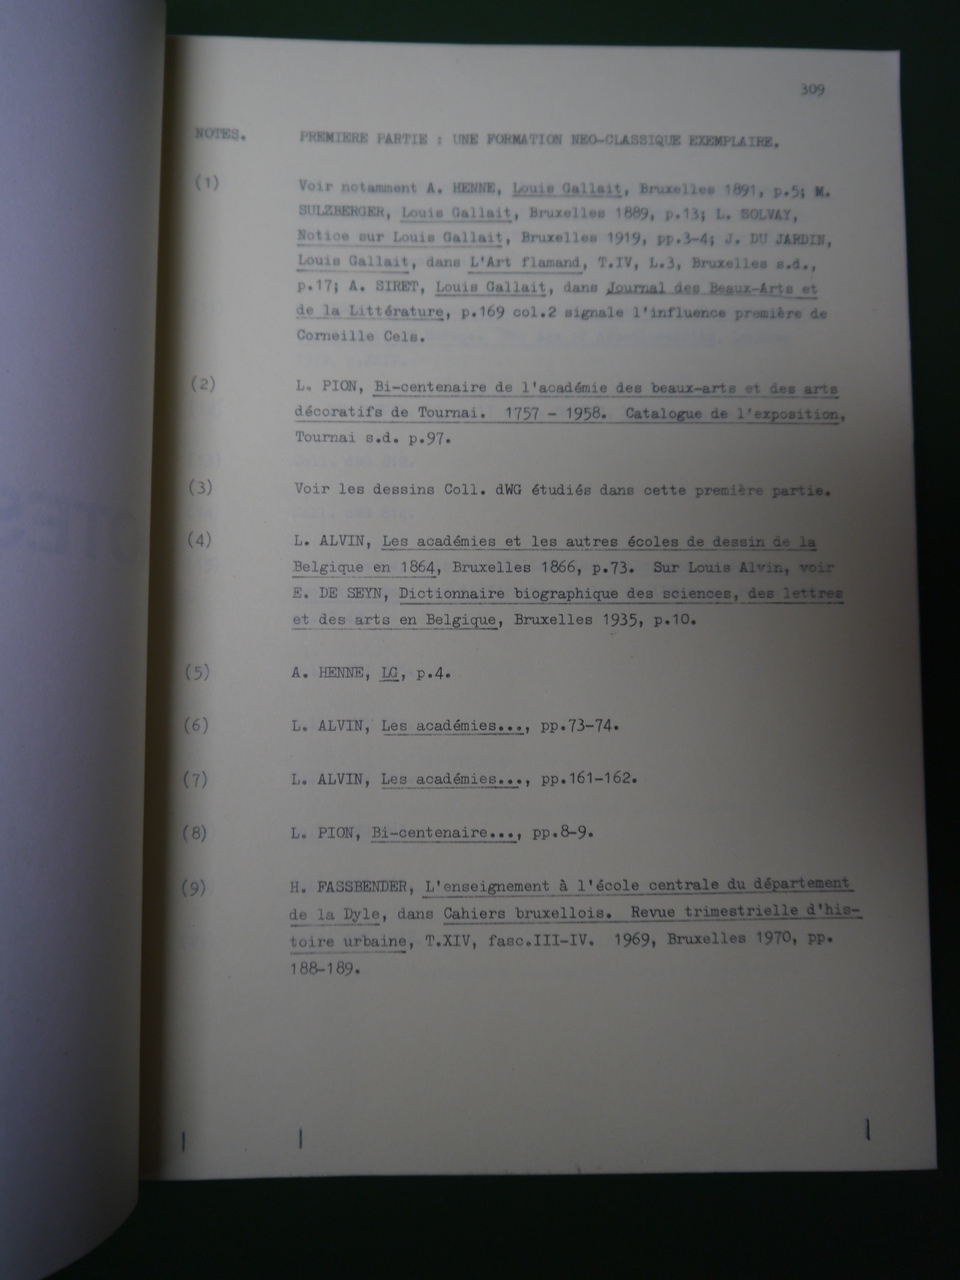 309
NOTES. PREMIERE PARTIE : UNE FORMATION NEO-CLASSIQUE EXEMPLAIRE.
(1) Voir notamment A. HENNE, Louis Gallait, Bruxelles 1891, p.5; M.
SULZBERGER, Louis Gallait, Bruxelles 1889, p.13; L. SOLVAY,
Notice sur Louis Gallait, Bruxelles 1919, pp.3-4; J. DU JARDIN,
Louis Gallait, dans L'Art flamand, T.IV, L.3, Bruxelles s.d.,
p.17; A. SIRET, Louis Gallait, dans Journal des Beaux-Arts et
de la Littérature, p.169 col.2 signale l'influence première de
Corneille Cels.
(2) L. PION, Bi-centenaire de l'académie des beaux-arts et des arts
décoratifs de Tournai. 1757 - 1958. Catalogue de l'exposition,
Tournai s.d. p.97.
(3) Voir les dessins Coll. dWG étudiés dans cette première partie.
(4) L. ALVIN, Les académies et les autres écoles de dessin de la
Belgique en 1864, Bruxelles 1866, p.73. Sur Louis Alvin, voir
E. DE SEYN, Dictionnaire biographique des sciences, des lettres
et des arts en Belgique, Bruxelles 1935, p.10.
(5) A. HENNE, LG, p.4.
(6) L. ALVIN, Les académies..., pp.73-74.
(7) L. ALVIN, Les académies..., pp.161-162.
(8) L. PION, Bi-centenaire..., pp.8-9.
(9) H. FASSBENDER, L'enseignement à l'école centrale du département
de la Dyle, dans Cahiers bruxellois. Revue trimestrielle d'his-
toire urbaine, T.XIV, fasc.III-IV. 1969, Bruxelles 1970, pp.
188-189.